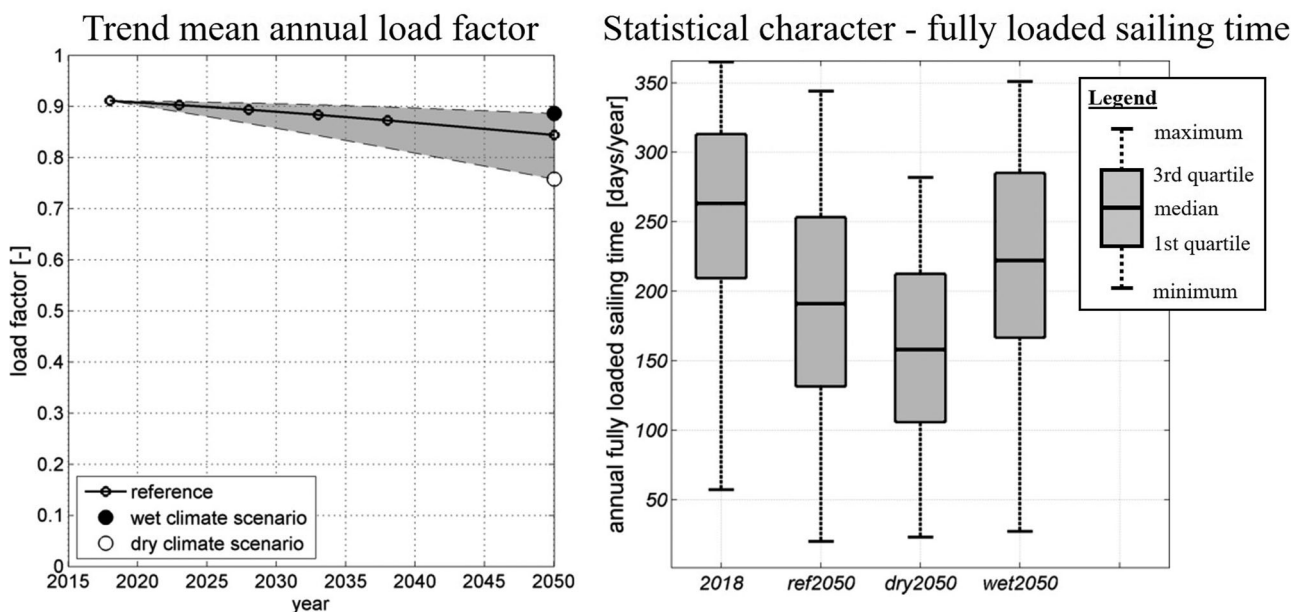 Trend mean annual load factor
1
0.9
0.8
0.7
0.6
0.5
0.4
0.3
0.2
0.1
0
load factor [-]
reference
wet climate scenario
dry climate scenario
2015 2020 2025 2030 2035 2040 2045 2050
year
Statistical character - fully loaded sailing time
350
300
250
200
150
100
50
annual fully loaded sailing time [days/year]
2018 ref2050 dry2050 wet2050
Legend
maximum
3rd quartile
median
1st quartile
minimum